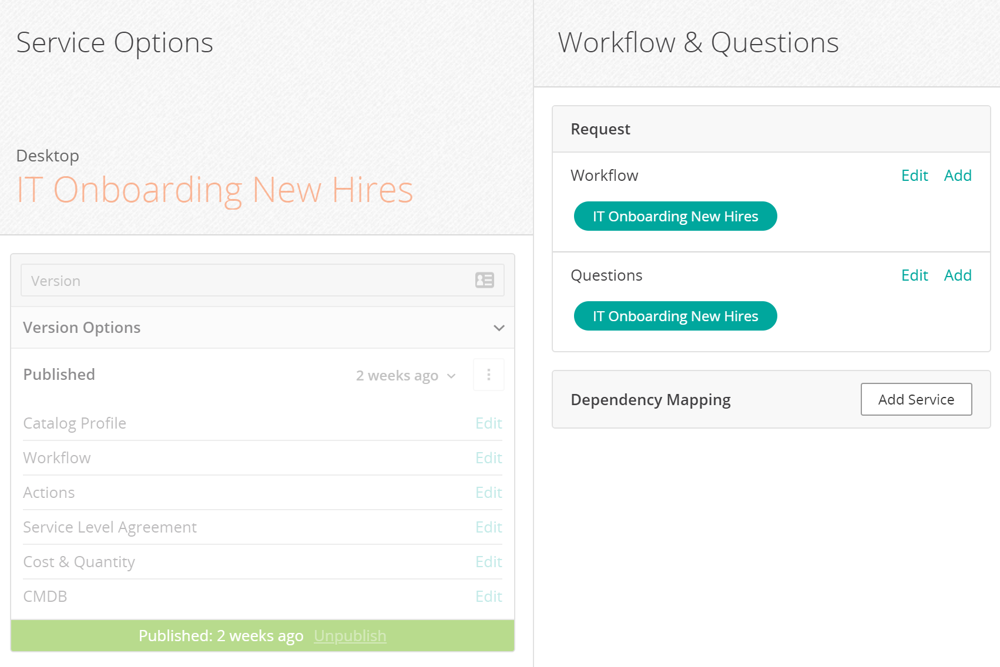 Service Options
Desktop
IT Onboarding New Hires
Version
Version Options
Published 2 weeks ago
Catalog Profile Edit
Workflow Edit
Actions Edit
Service Level Agreement Edit
Cost & Quantity Edit
CMDB Edit
Published: 2 weeks ago Unpublish
Workflow & Questions
Request
Workflow Edit Add
IT Onboarding New Hires
Questions Edit Add
IT Onboarding New Hires
Dependency Mapping Add Service